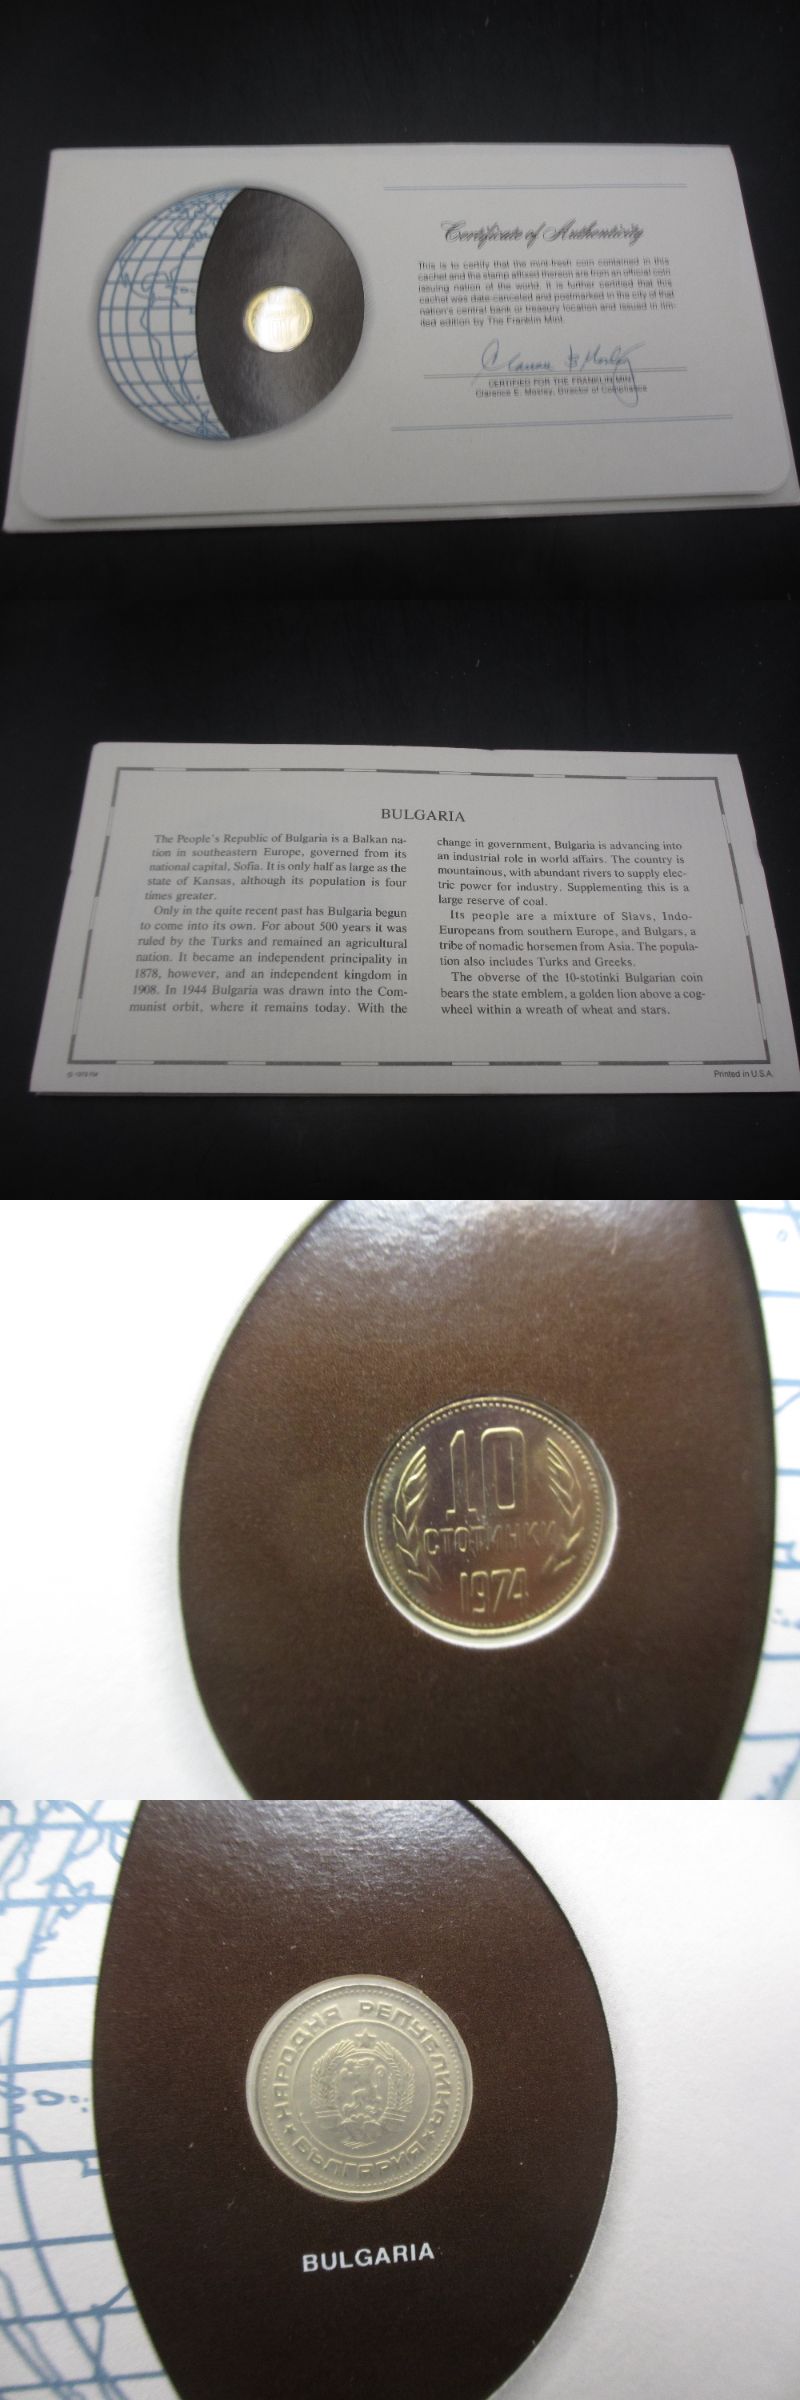 Certificate of Authenticity
This is to certify that the mint-fresh coin contained in this
cachet and the stamp affixed thereon are from an official coin
issuing nation of the world. It is further certified that this
cachet was date-canceled and postmarked in the city of that
nation's central bank or treasury location and issued in lim-
ited edition by The Franklin Mint.
CERTIFIED FOR THE FRANKLIN MINT
Clarence E. Moxley, Director of Compliance
BULGARIA
The People's Republic of Bulgaria is a Balkan na-
tion in southeastern Europe, governed from its
national capital, Sofia. It is only half as large as the
state of Kansas, although its population is four
times greater.
Only in the quite recent past has Bulgaria begun
to come into its own. For about 500 years it was
ruled by the Turks and remained an agricultural
nation. It became an independent principality in
1878, however, and an independent kingdom in
1908. In 1944 Bulgaria was drawn into the Com-
munist orbit, where it remains today. With the
change in government, Bulgaria is advancing into
an industrial role in world affairs. The country is
mountainous, with abundant rivers to supply elec-
tric power for industry. Supplementing this is a
large reserve of coal.
Its people are a mixture of Slavs, Indo-
Europeans from southern Europe, and Bulgars, a
tribe of nomadic horsemen from Asia. The popula-
tion also includes Turks and Greeks.
The obverse of the 10-stotinki Bulgarian coin
bears the state emblem, a golden lion above a cog-
wheel within a wreath of wheat and stars.
Printed in U.S.A.
10
СТОТИНКИ
1974
НАРОДНА РЕПУБЛИКА
БЪЛГАРИЯ
BULGARIA